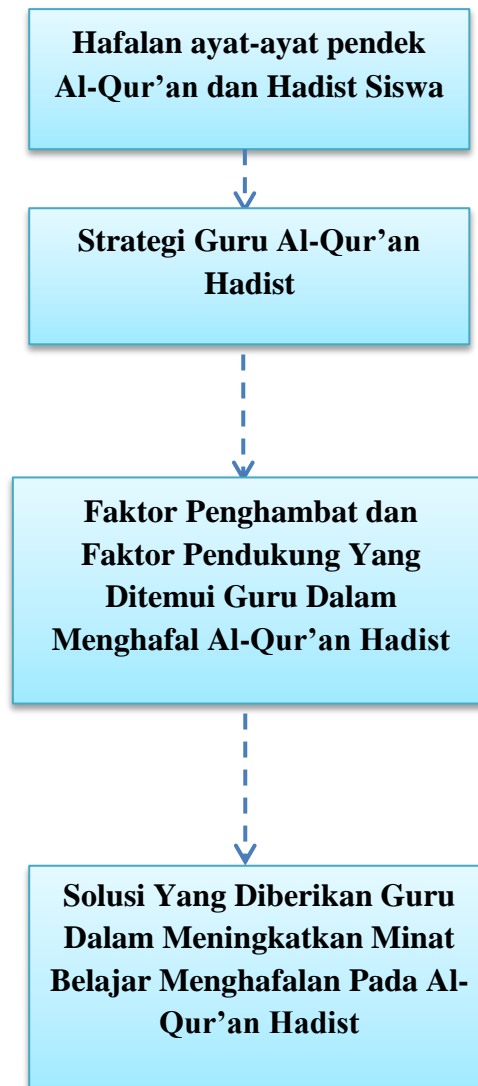 Hafalan ayat-ayat pendek
Al-Qur’an dan Hadist Siswa
Strategi Guru Al-Qur’an
Hadist
Faktor Penghambat dan
Faktor Pendukung Yang
Ditemui Guru Dalam
Menghafal Al-Qur’an Hadist
Solusi Yang Diberikan Guru
Dalam Meningkatkan Minat
Belajar Menghafalan Pada Al-
Qur’an Hadist